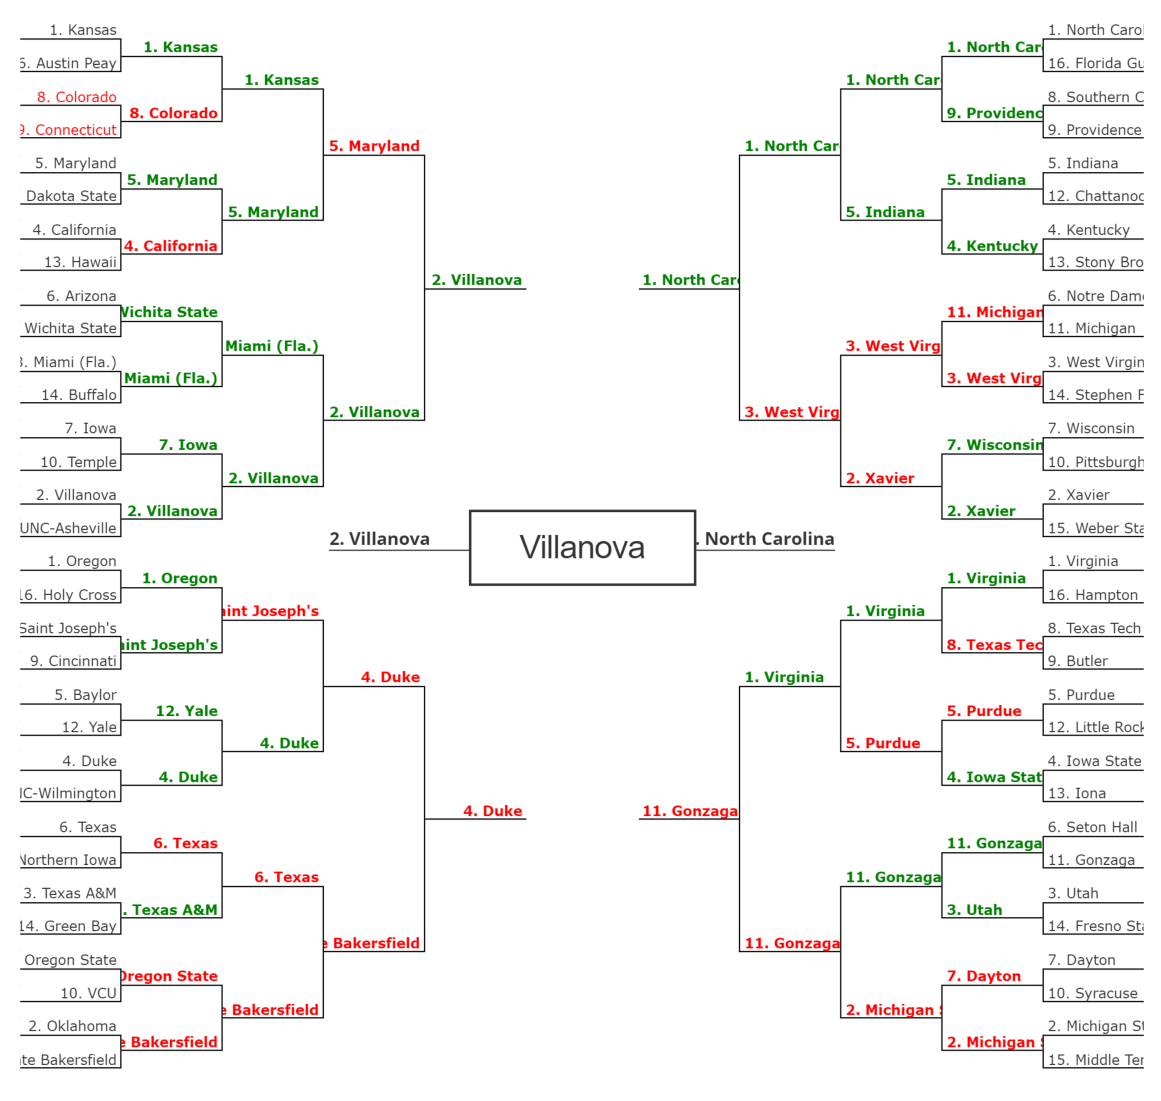 1. Kansas
6. Austin Peay
8. Colorado
9. Connecticut
5. Maryland
Dakota State
4. California
13. Hawaii
6. Arizona
Wichita State
3. Miami (Fla.)
14. Buffalo
7. Iowa
10. Temple
2. Villanova
UNC-Asheville
1. Oregon
16. Holy Cross
Saint Joseph's
9. Cincinnati
5. Baylor
12. Yale
4. Duke
NC-Wilmington
6. Texas
Northern Iowa
3. Texas A&M
14. Green Bay
Oregon State
10. VCU
2. Oklahoma
te Bakersfield
1. Kansas
8. Colorado
5. Maryland
4. California
Wichita State
Miami (Fla.)
7. Iowa
2. Villanova
1. Oregon
aint Joseph's
12. Yale
4. Duke
6. Texas
. Texas A&M
Oregon State
e Bakersfield
1. Kansas
5. Maryland
Miami (Fla.)
2. Villanova
aint Joseph's
4. Duke
6. Texas
e Bakersfield
5. Maryland
2. Villanova
4. Duke
e Bakersfield
2. Villanova
4. Duke
2. Villanova
Villanova
. North Carolina
1. North Car
11. Gonzaga
1. North Car
3. West Virg
1. Virginia
11. Gonzaga
1. North Car
5. Indiana
3. West Virg
2. Xavier
1. Virginia
5. Purdue
11. Gonzaga
2. Michigan S
1. North Car
9. Providenc
5. Indiana
4. Kentucky
11. Michigan
3. West Virg
7. Wisconsin
2. Xavier
1. Virginia
8. Texas Tec
5. Purdue
4. Iowa Stat
11. Gonzaga
3. Utah
7. Dayton
2. Michigan S
1. North Carol
16. Florida Gu
8. Southern C
9. Providence
5. Indiana
12. Chattanoo
4. Kentucky
13. Stony Bro
6. Notre Dame
11. Michigan
3. West Virgin
14. Stephen F
7. Wisconsin
10. Pittsburgh
2. Xavier
15. Weber Sta
1. Virginia
16. Hampton
8. Texas Tech
9. Butler
5. Purdue
12. Little Rock
4. Iowa State
13. Iona
6. Seton Hall
11. Gonzaga
3. Utah
14. Fresno Sta
7. Dayton
10. Syracuse
2. Michigan St
15. Middle Ten